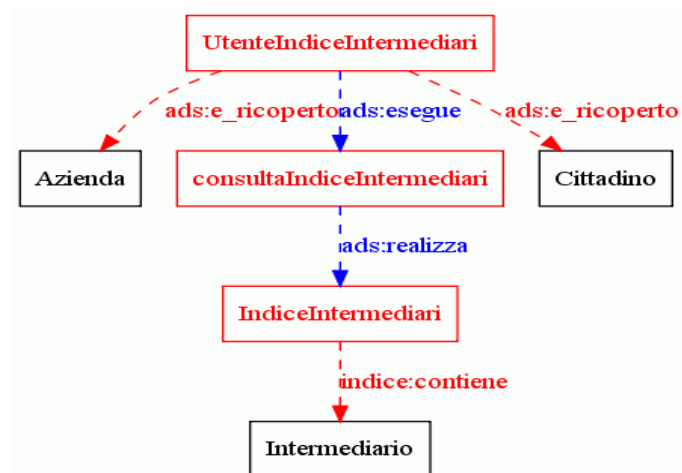 UtenteIndiceIntermediari
ads:e_ricoperto
ads:esegue
ads:e_ricoperto
Azienda
consultaIndiceIntermediari
Cittadino
ads:realizza
IndiceIntermediari
indice:contiene
Intermediario